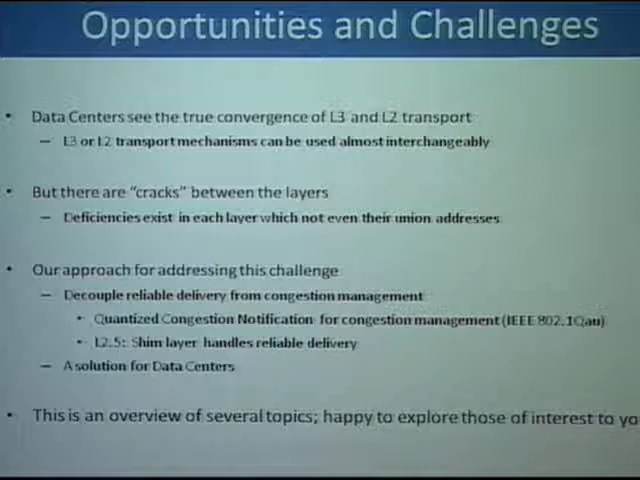 Opportunities and Challenges
• Data Centers see the true convergence of L3 and L2 transport
– L3 or L2 transport mechanisms can be used almost interchangeably
• But there are “cracks” between the layers
– Deficiencies exist in each layer which not even their union addresses
• Our approach for addressing this challenge
– Decouple reliable delivery from congestion management
• Quantized Congestion Notification for congestion management (IEEE 802.1Qau)
• L2.5: Shim layer handles reliable delivery
– A solution for Data Centers
• This is an overview of several topics; happy to explore those of interest to yo